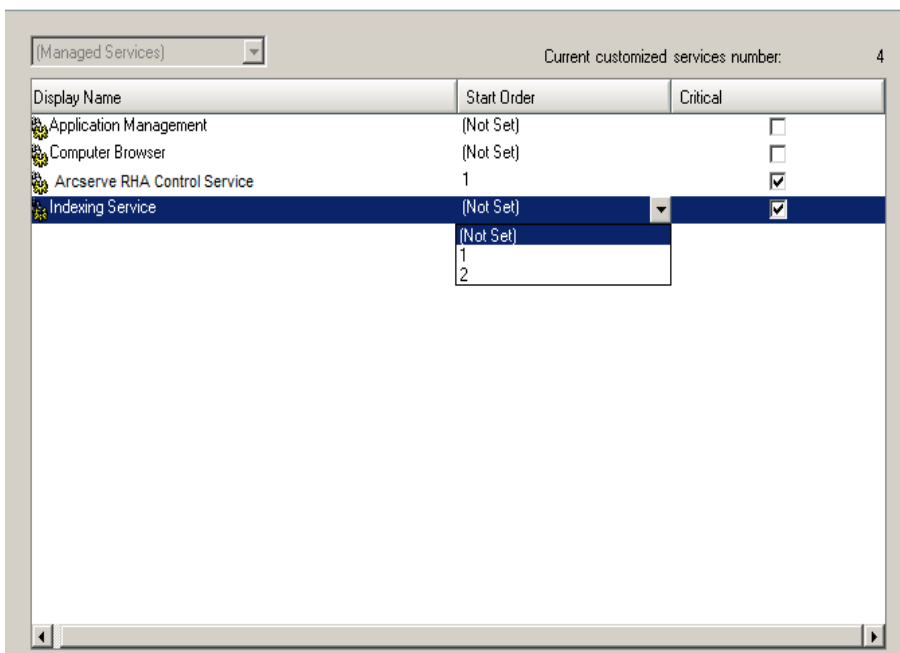 (Managed Services) Current customized services number: 4
Display Name Start Order Critical
Application Management (Not Set)
Computer Browser (Not Set)
Arcserve RHA Control Service 1
Indexing Service (Not Set)
(Not Set)
1
2